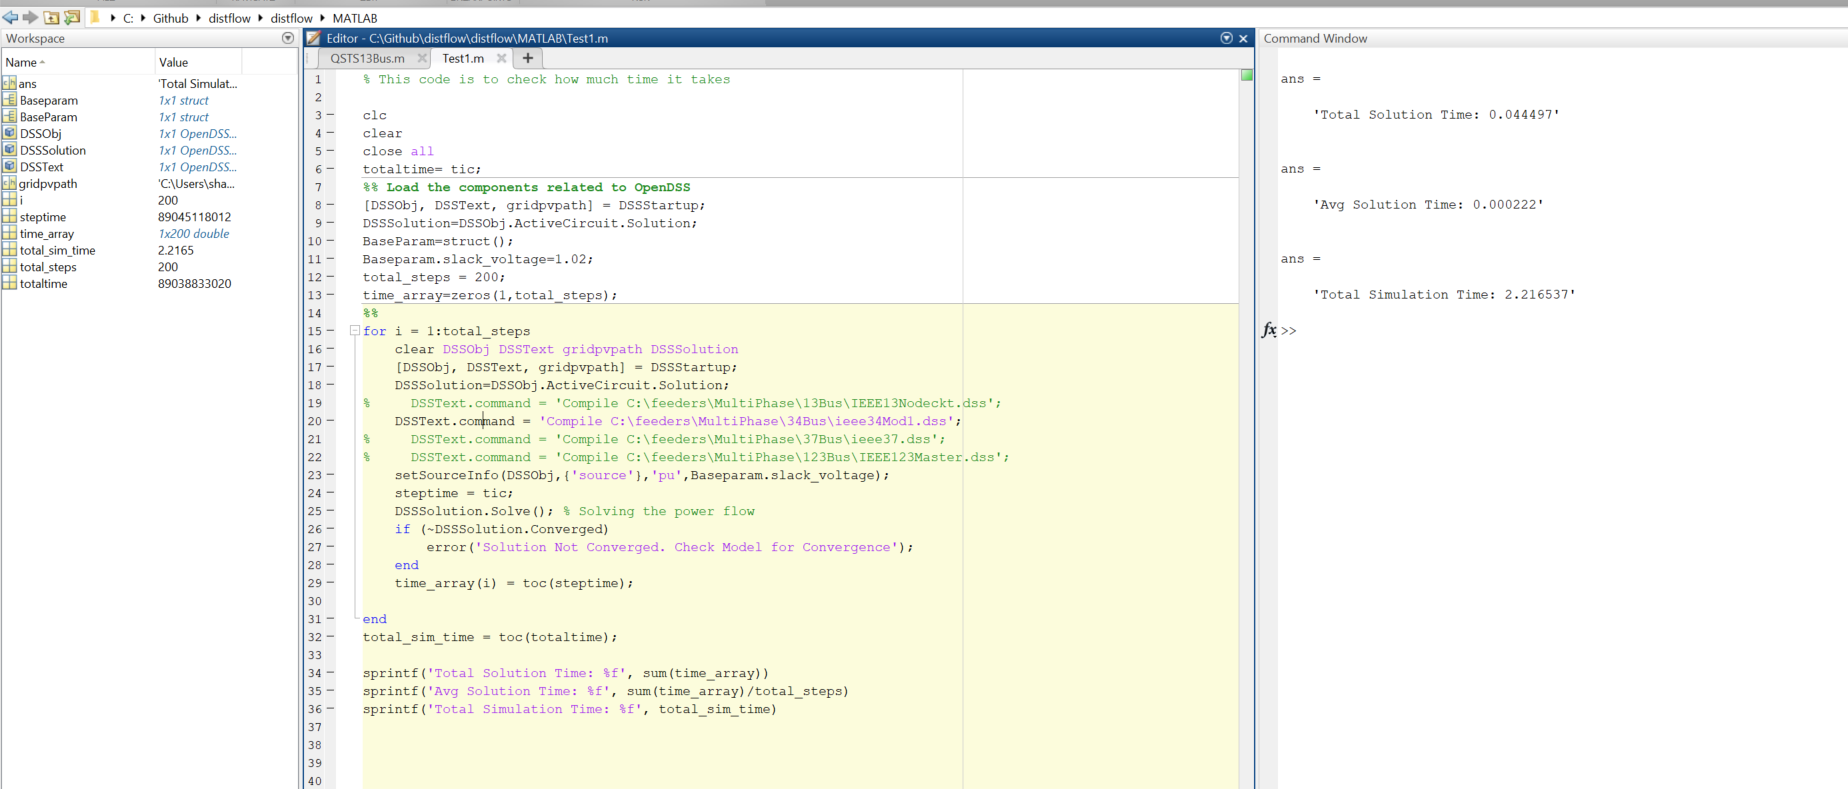 C: Github distflow distflow MATLAB
Workspace
Name Value
ans 'Total Simulat...
Baseparam 1x1 struct
BaseParam 1x1 struct
DSSObj 1x1 OpenDSS...
DSSSolution 1x1 OpenDSS...
DSSText 1x1 OpenDSS...
gridpvpath 'C:\Users\sha...
i 200
steptime 89045118012
time_array 1x200 double
total_sim_time 2.2165
total_steps 200
totaltime 89038833020
Editor - C:\Github\distflow\distflow\MATLAB\Test1.m
QSTS13Bus.m Test1.m
1 % This code is to check how much time it takes
2
3 clc
4 clear
5 close all
6 totaltime= tic;
7 %% Load the components related to OpenDSS
8 [DSSObj, DSSText, gridpvpath] = DSSStartup;
9 DSSSolution=DSSObj.ActiveCircuit.Solution;
10 BaseParam=struct();
11 Baseparam.slack_voltage=1.02;
12 total_steps = 200;
13 time_array=zeros(1,total_steps);
14 %%
15 for i = 1:total_steps
16 clear DSSObj DSSText gridpvpath DSSSolution
17 [DSSObj, DSSText, gridpvpath] = DSSStartup;
18 DSSSolution=DSSObj.ActiveCircuit.Solution;
19 % DSSText.command = 'Compile C:\feeders\MultiPhase\13Bus\IEEE13Nodeckt.dss';
20 DSSText.command = 'Compile C:\feeders\MultiPhase\34Bus\ieee34Mod1.dss';
21 % DSSText.command = 'Compile C:\feeders\MultiPhase\37Bus\ieee37.dss';
22 % DSSText.command = 'Compile C:\feeders\MultiPhase\123Bus\IEEE123Master.dss';
23 setSourceInfo(DSSObj,{'source'},'pu',Baseparam.slack_voltage);
24 steptime = tic;
25 DSSSolution.Solve(); % Solving the power flow
26 if (~DSSSolution.Converged)
27 error('Solution Not Converged. Check Model for Convergence');
28 end
29 time_array(i) = toc(steptime);
30
31 end
32 total_sim_time = toc(totaltime);
33
34 sprintf('Total Solution Time: %f', sum(time_array))
35 sprintf('Avg Solution Time: %f', sum(time_array)/total_steps)
36 sprintf('Total Simulation Time: %f', total_sim_time)
37
38
39
40
Command Window
ans =
'Total Solution Time: 0.044497'
ans =
'Avg Solution Time: 0.000222'
ans =
'Total Simulation Time: 2.216537'
fx >>